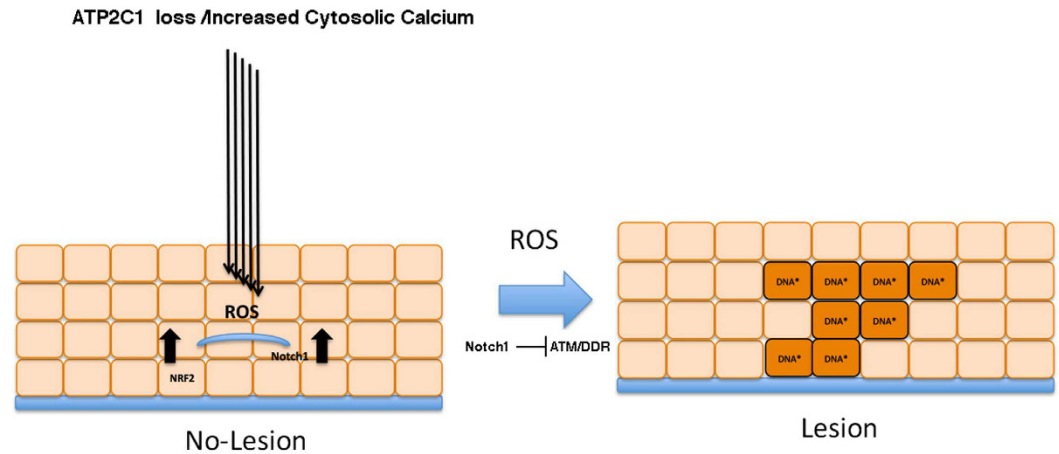 ATP2C1 loss /Increased Cytosolic Calcium
ROS
NRF2
Notch1
No-Lesion
ROS
Notch1
ATM/DDR
DNA* DNA* DNA* DNA*
DNA* DNA*
DNA* DNA*
Lesion